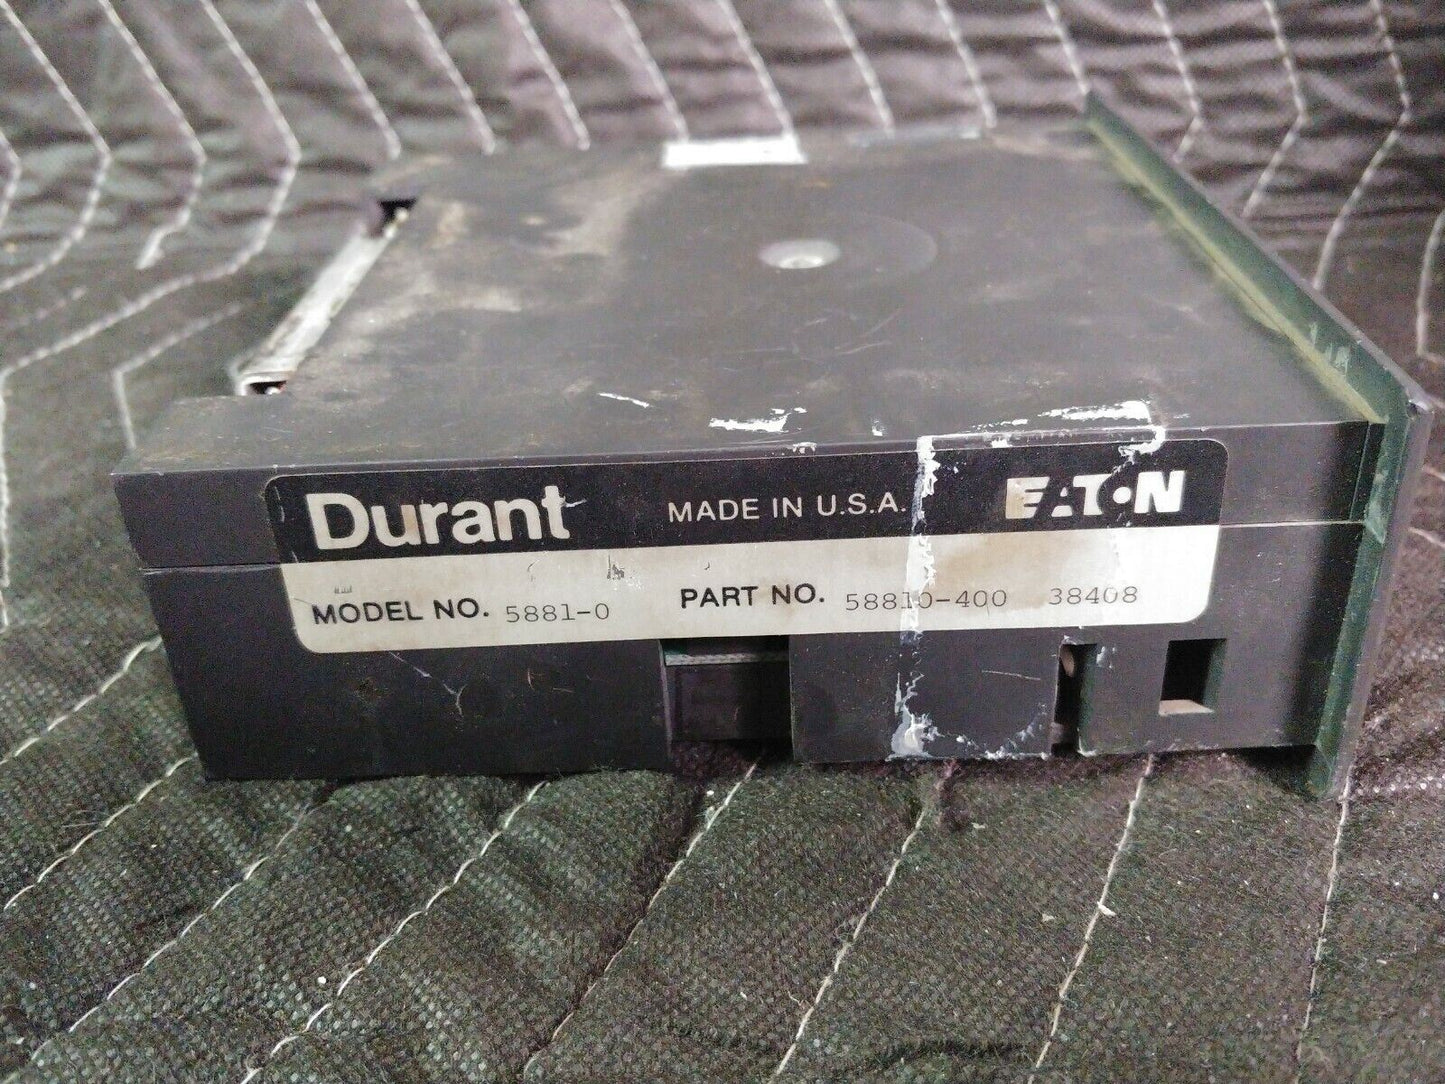 Durant MADE IN U.S.A. EATON
MODEL NO. 5881-0 PART NO. 58810-400 38408